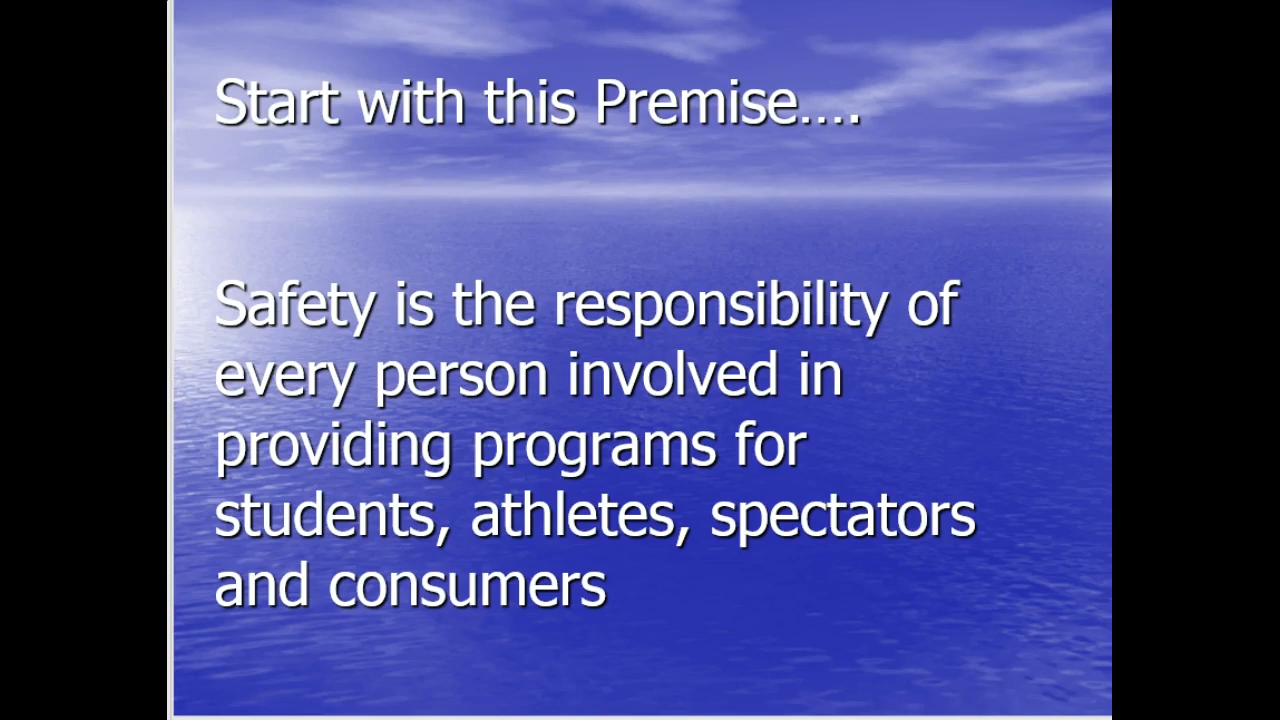 Start with this Premise....
Safety is the responsibility of
every person involved in
providing programs for
students, athletes, spectators
and consumers